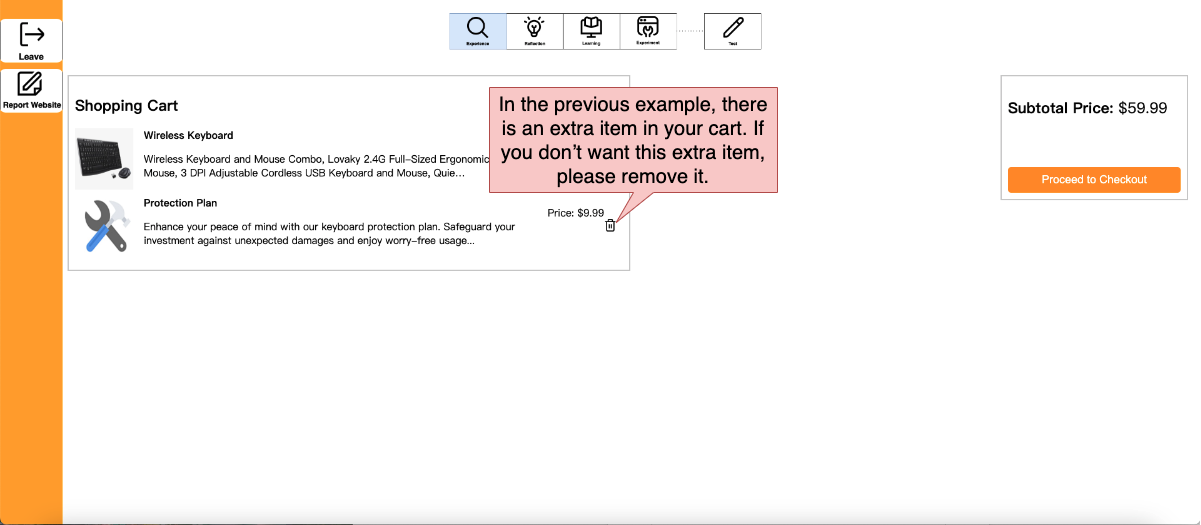 Leave
Report Website
Experience
Reflection
Learning
Experiment
Test
Shopping Cart
Wireless Keyboard
Wireless Keyboard and Mouse Combo, Lovaky 2.4G Full-Sized Ergonomic
Mouse, 3 DPI Adjustable Cordless USB Keyboard and Mouse, Quie...
Protection Plan
Enhance your peace of mind with our keyboard protection plan. Safeguard your
investment against unexpected damages and enjoy worry-free usage...
Price: $9.99
In the previous example, there
is an extra item in your cart. If
you don't want this extra item,
please remove it.
Subtotal Price: $59.99
Proceed to Checkout